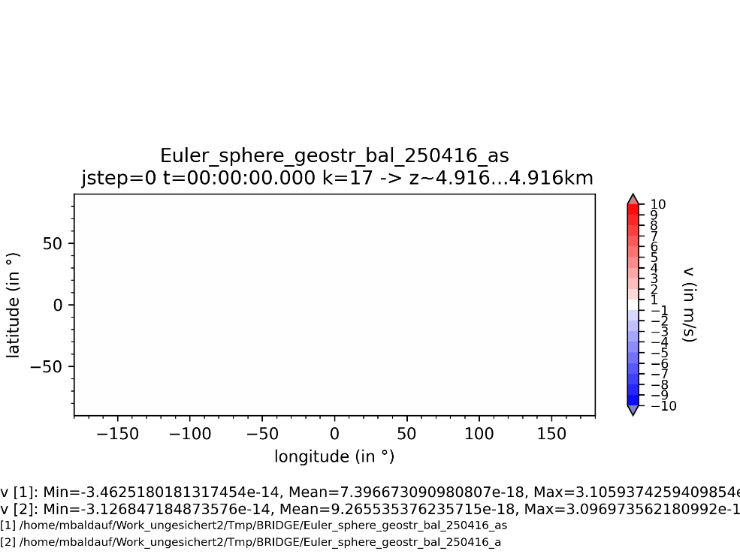 Euler_sphere_geostr_bal_250416_as
jstep=0 t=00:00:00.000 k=17 -> z~4.916...4.916km
50
0
−50
latitude (in °)
−150 −100 −50 0 50 100 150
longitude (in °)
10
9
8
7
6
5
4
3
2
1
−1
−2
−3
−4
−5
−6
−7
−8
−9
−10
v (in m/s)
v [1]: Min=-3.4625180181317454e-14, Mean=7.396673090980807e-18, Max=3.1059374259409854e
v [2]: Min=-3.126847184873576e-14, Mean=9.265535376235715e-18, Max=3.096973562180992e-1
[1] /home/mbaldauf/Work_ungesichert2/Tmp/BRIDGE/Euler_sphere_geostr_bal_250416_as
[2] /home/mbaldauf/Work_ungesichert2/Tmp/BRIDGE/Euler_sphere_geostr_bal_250416_a